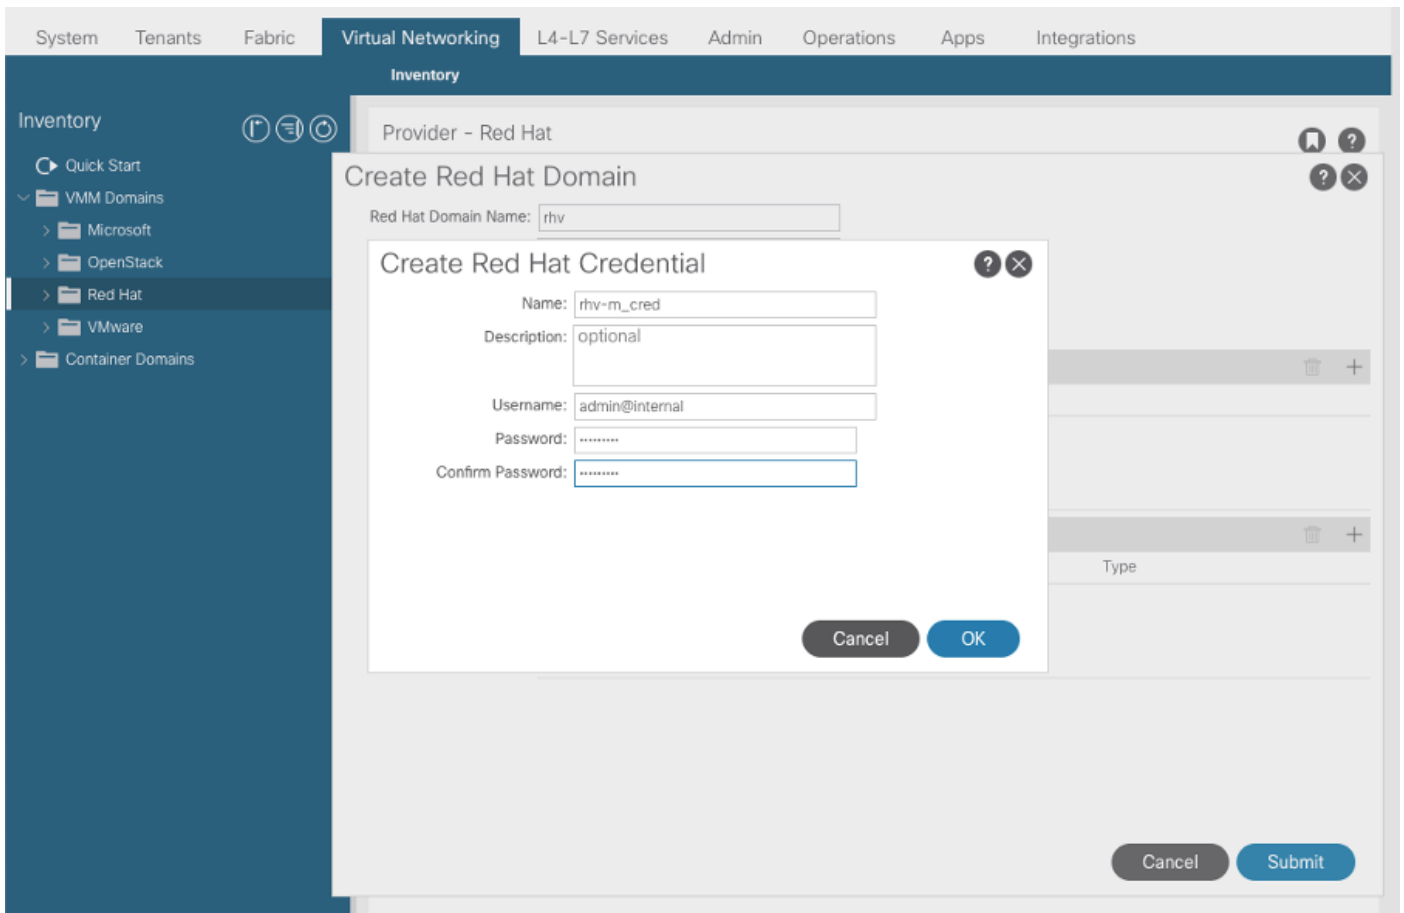 System Tenants Fabric Virtual Networking L4-L7 Services Admin Operations Apps Integrations
Inventory
Inventory
Provider - Red Hat
Quick Start
VMM Domains
Microsoft
OpenStack
Red Hat
VMware
Container Domains
Create Red Hat Domain
Red Hat Domain Name: rhv
Create Red Hat Credential
Name: rhv-m_cred
Description: optional
Username: admin@internal
Password: ·········
Confirm Password: ·········
Type
Cancel OK
Cancel Submit